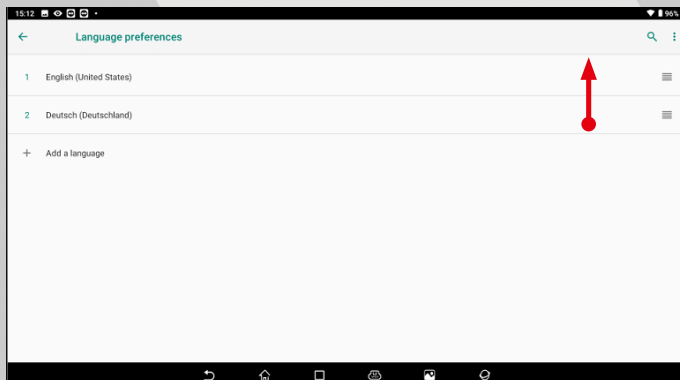 15:12 96%
Language preferences
1 English (United States)
2 Deutsch (Deutschland)
+ Add a language